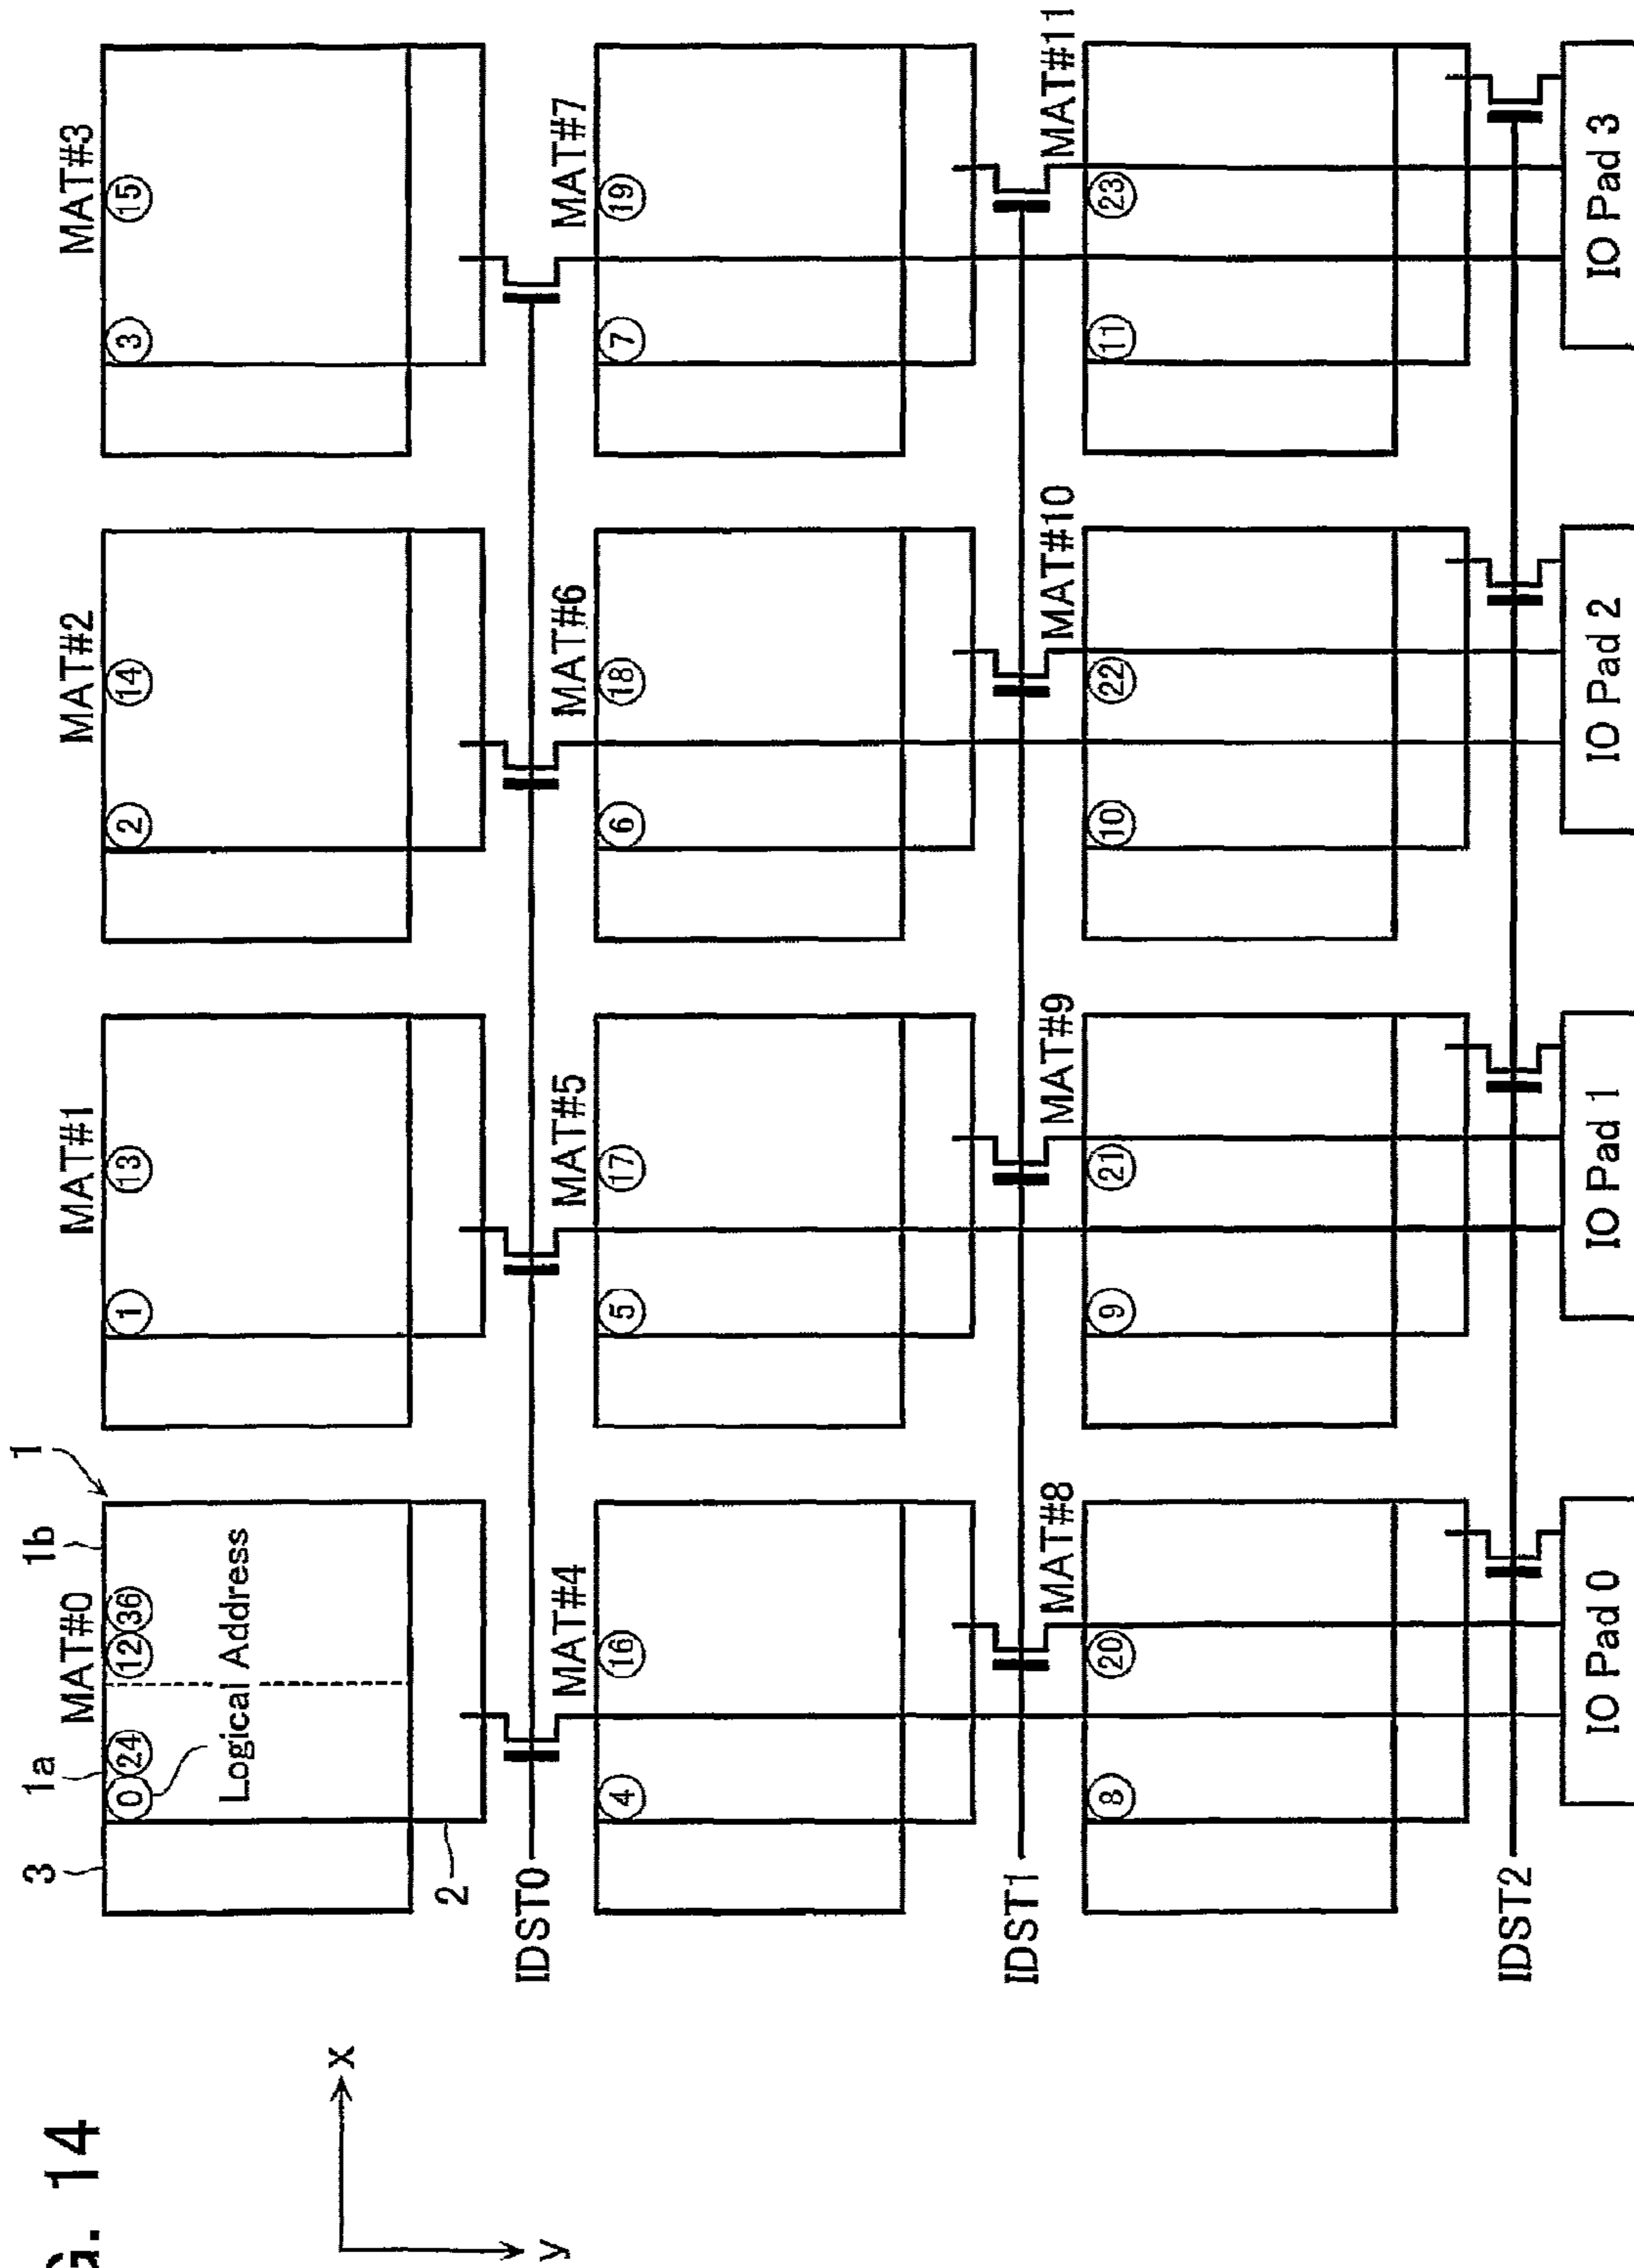 G. 14
1
3 1a 1b
MAT#0 MAT#1 MAT#2 MAT#3
0 24 12 36 1 13 2 14 3 15
Logical Address
x
2
IDST0
y
MAT#4 MAT#5 MAT#6 MAT#7
4 16 5 17 6 18 7 19
IDST1
MAT#8 MAT#9 MAT#10 MAT#11
8 20 9 21 10 22 11 23
IDST2
IO Pad 0 IO Pad 1 IO Pad 2 IO Pad 3